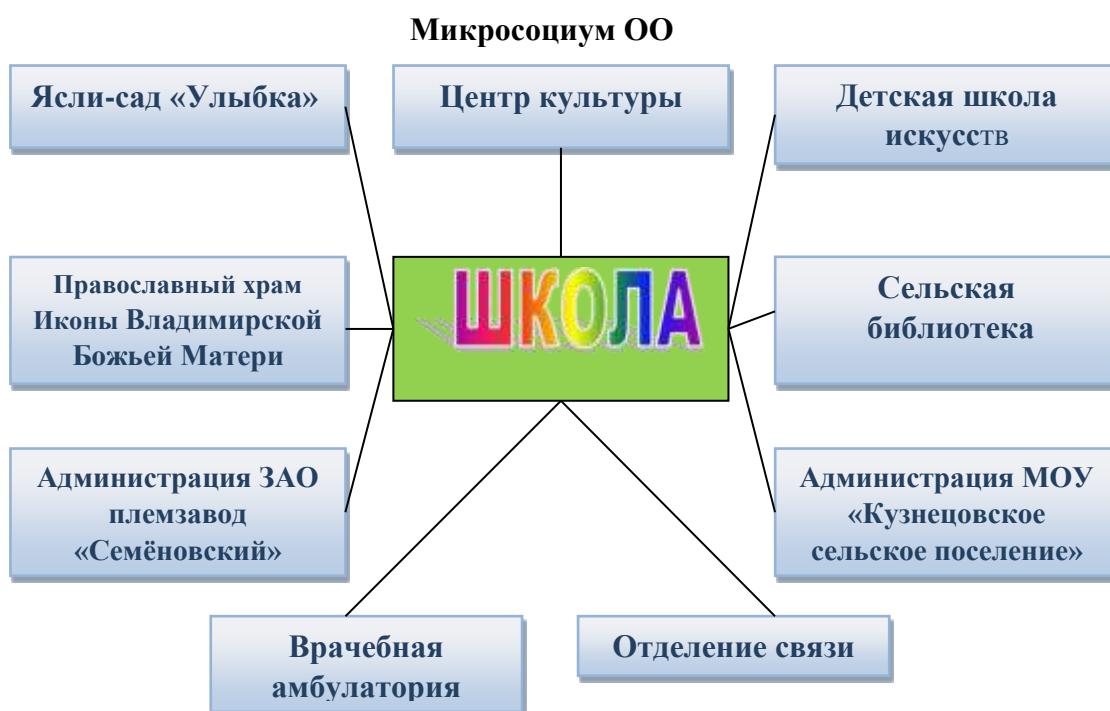 Микросоциум ОО
Ясли-сад «Улыбка»
Центр культуры
Детская школа
искусств
Православный храм
Иконы Владимирской
Божьей Матери
ШКОЛА
Сельская
библиотека
Администрация ЗАО
племзавод
«Семёновский»
Администрация МОУ
«Кузнецовское
сельское поселение»
Врачебная
амбулатория
Отделение связи